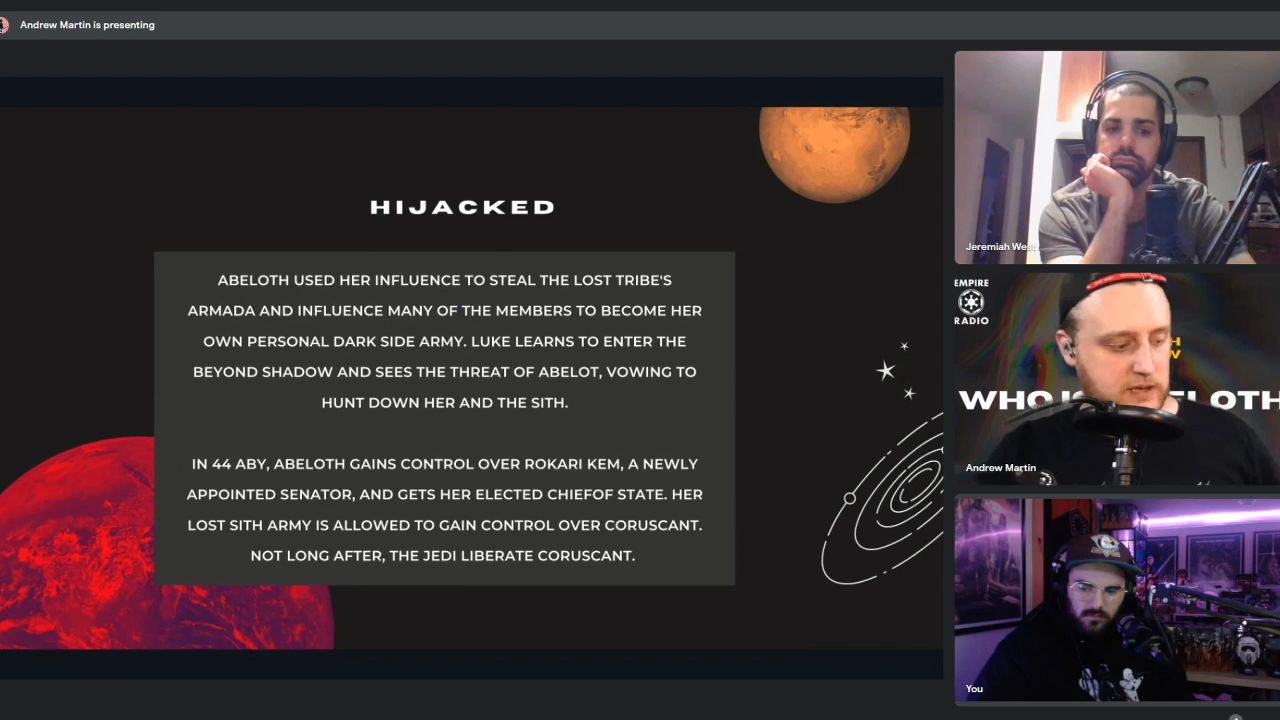 Andrew Martin is presenting
HIJACKED
ABELOTH USED HER INFLUENCE TO STEAL THE LOST TRIBE'S
ARMADA AND INFLUENCE MANY OF THE MEMBERS TO BECOME HER
OWN PERSONAL DARK SIDE ARMY. LUKE LEARNS TO ENTER THE
BEYOND SHADOW AND SEES THE THREAT OF ABELOT, VOWING TO
HUNT DOWN HER AND THE SITH.
IN 44 ABY, ABELOTH GAINS CONTROL OVER ROKARI KEM, A NEWLY
APPOINTED SENATOR, AND GETS HER ELECTED CHIEFOF STATE. HER
LOST SITH ARMY IS ALLOWED TO GAIN CONTROL OVER CORUSCANT.
NOT LONG AFTER, THE JEDI LIBERATE CORUSCANT.
Jeremiah West
EMPIRE
RADIO
WHO
Andrew Martin
You